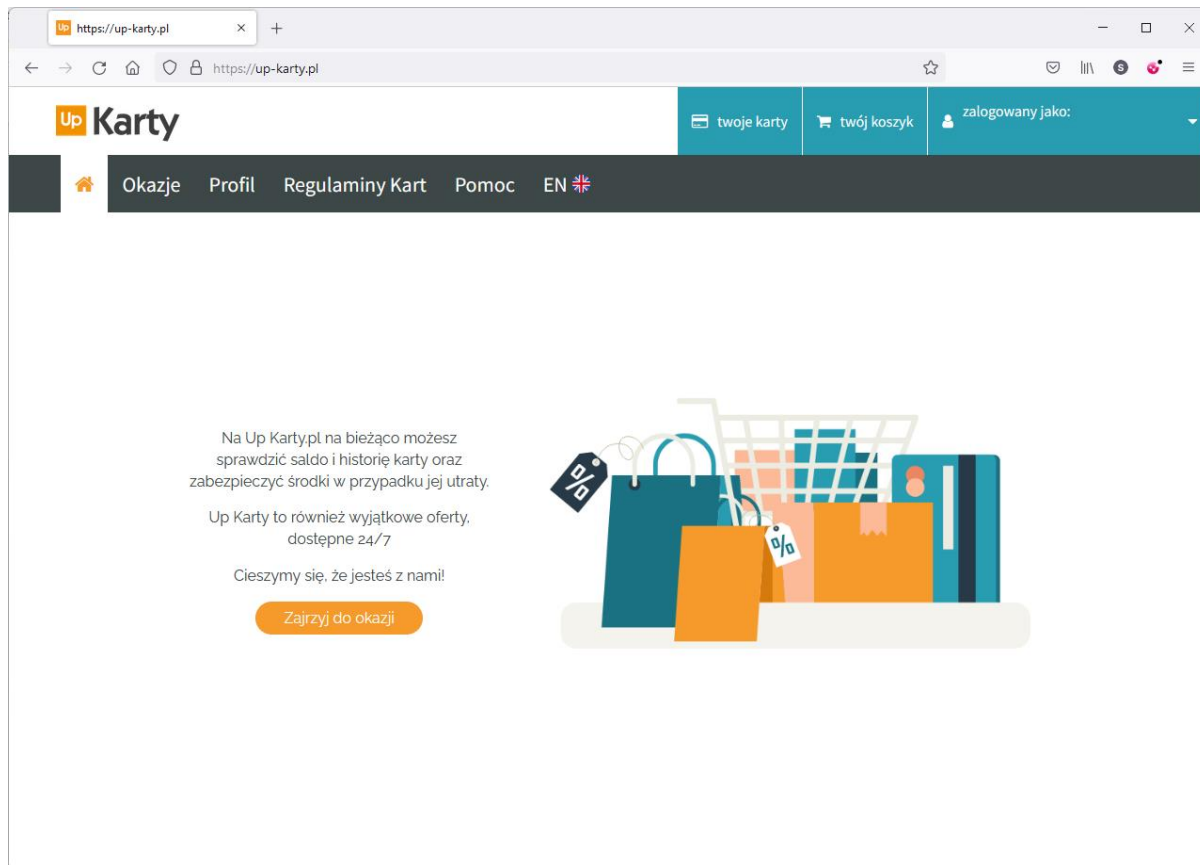 Up https://up-karty.pl
https://up-karty.pl
S
Up Karty
twoje karty
twój koszyk
zalogowany jako:
Okazje Profil Regulaminy Kart Pomoc EN
Na Up Karty.pl na bieżąco możesz
sprawdzić saldo i historię karty oraz
zabezpieczyć środki w przypadku jej utraty.
Up Karty to również wyjątkowe oferty,
dostępne 24/7
Cieszymy się, że jesteś z nami!
Zajrzyj do okazji
%
%